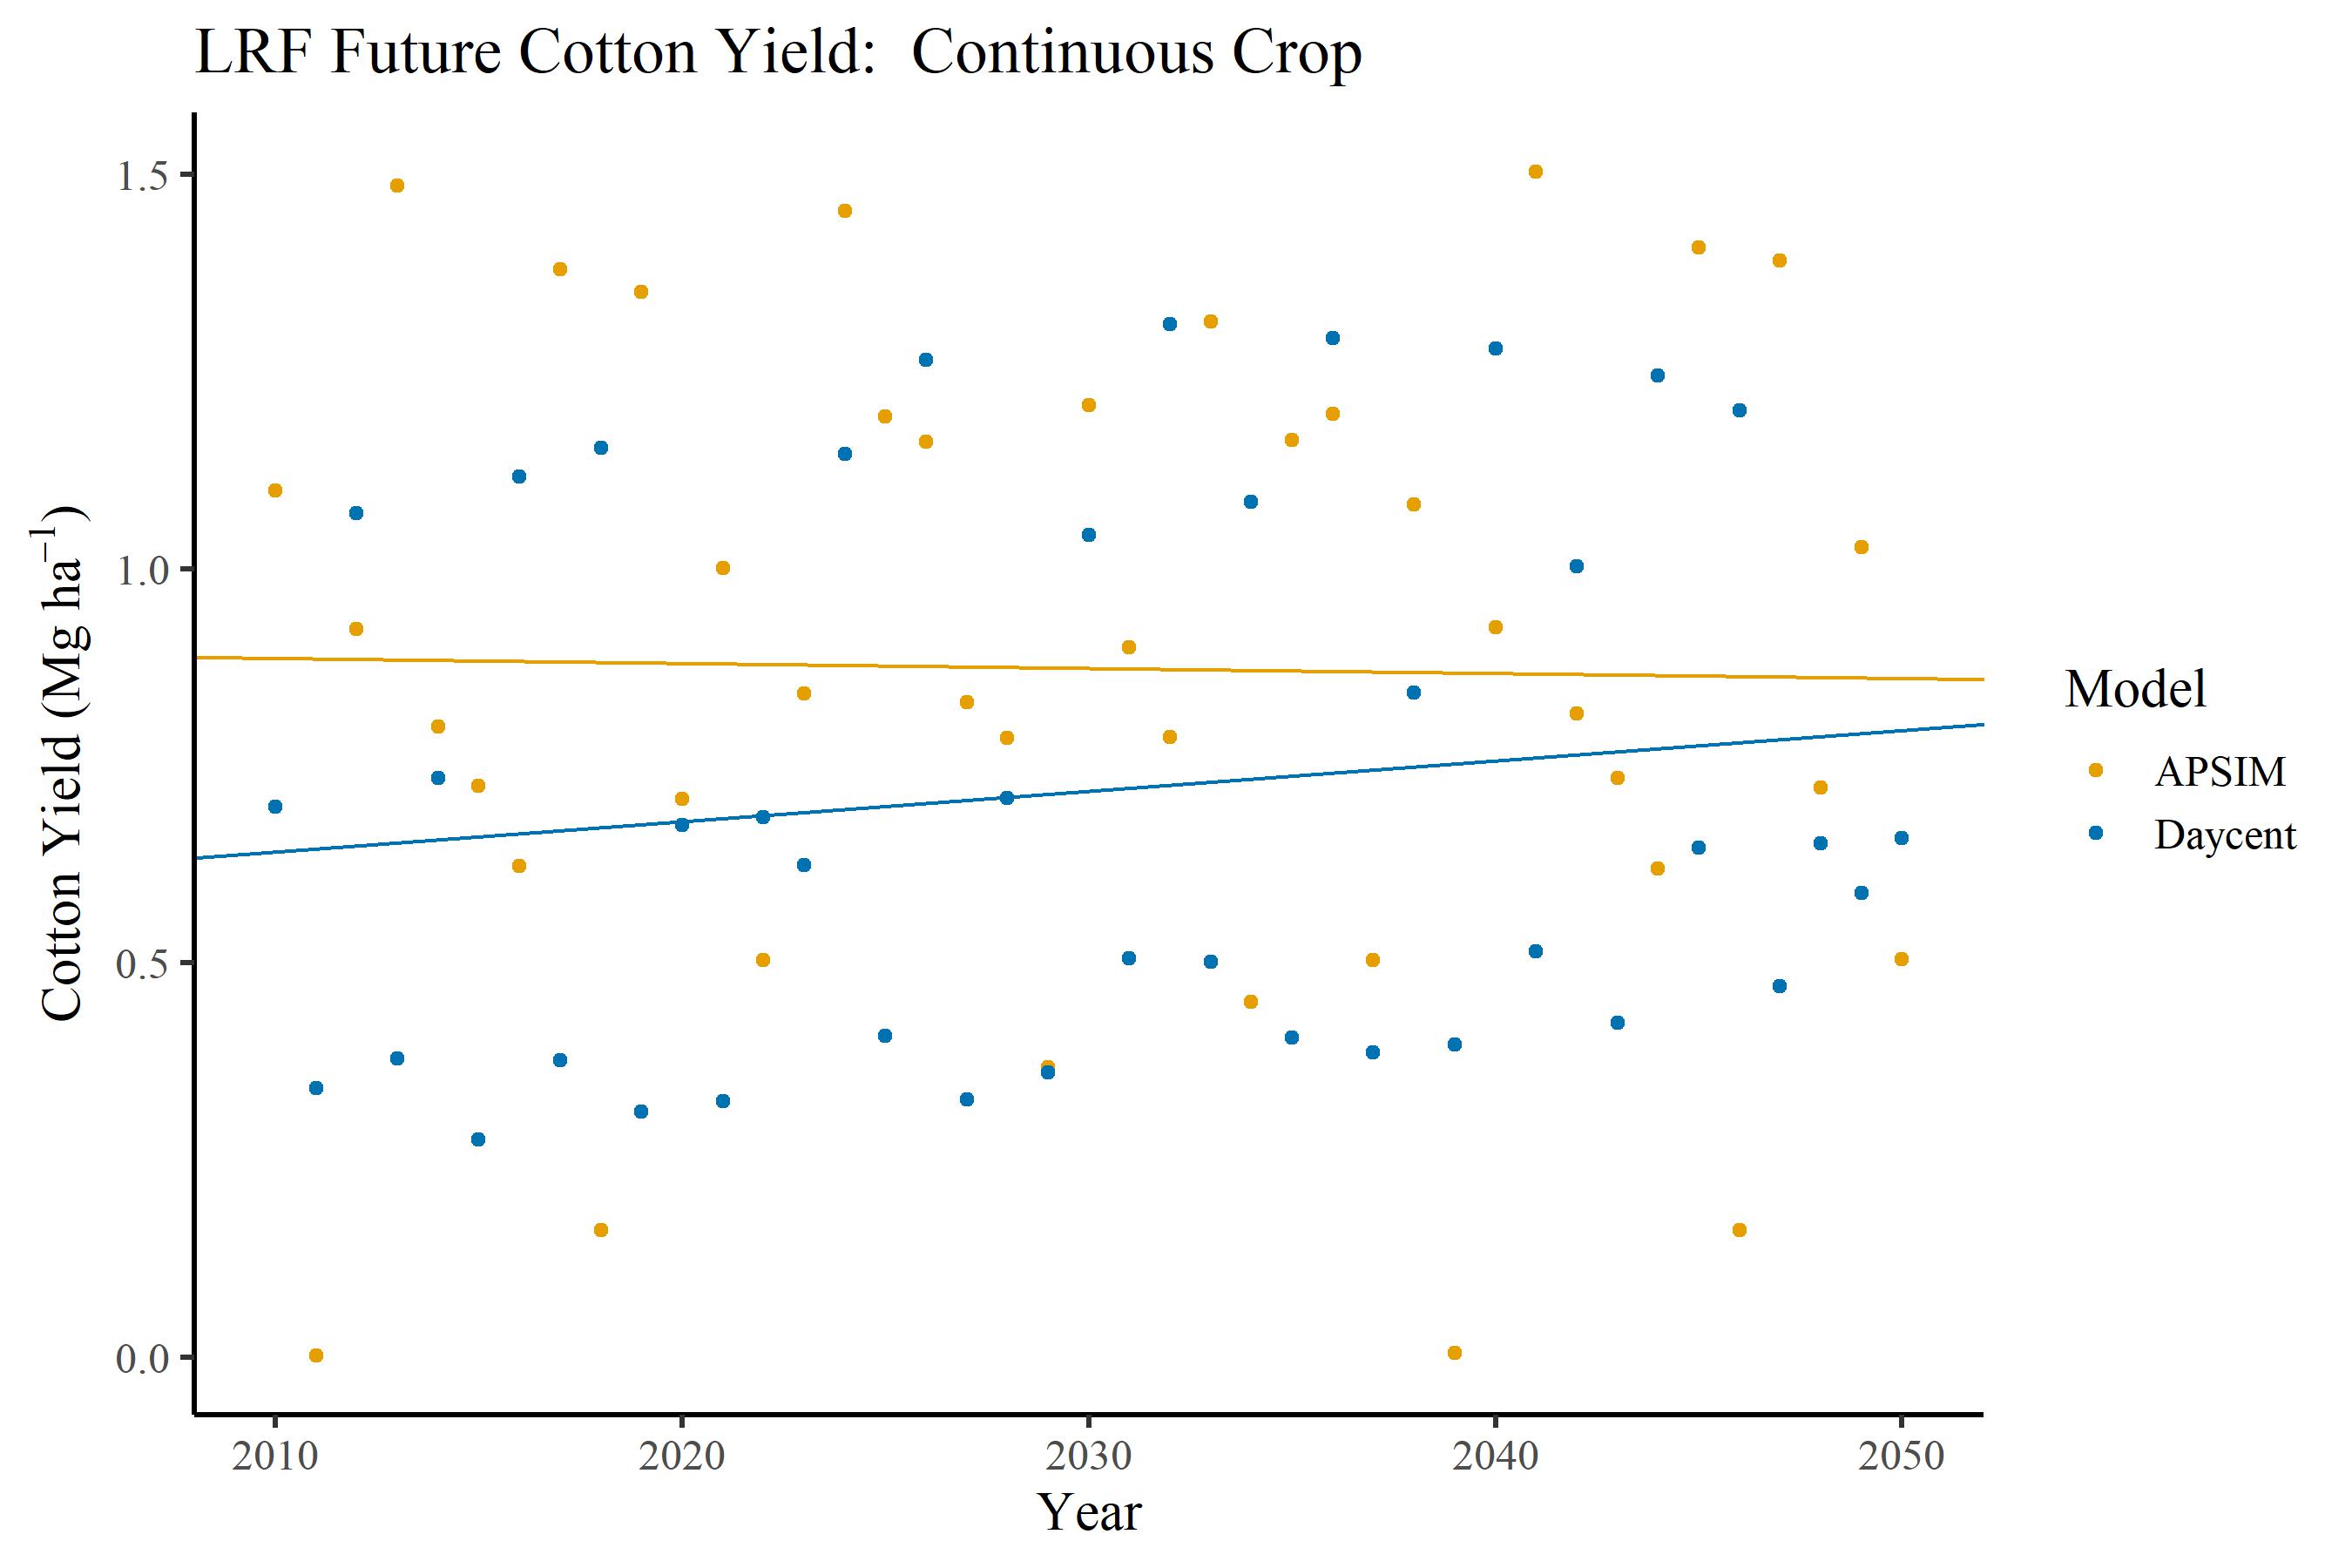 LRF Future Cotton Yield:  Continuous Crop
Cotton Yield (Mg ha⁻¹)
1.5
1.0
0.5
0.0
2010 2020 2030 2040 2050
Year
Model
APSIM
Daycent